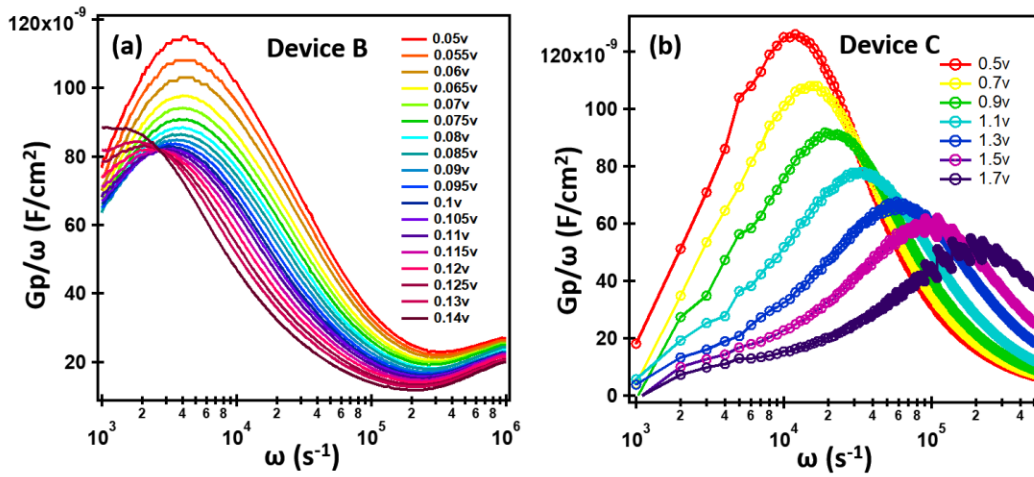 120x10-9
(a)
Device B
0.05v
0.055v
0.06v
0.065v
0.07v
0.075v
0.08v
0.085v
0.09v
0.095v
0.1v
0.105v
0.11v
0.115v
0.12v
0.125v
0.13v
0.14v
100
80
60
40
20
Gp/ω (F/cm2)
103 2 4 6 8 104 2 4 6 8 105 2 4 6 8 106
ω (s-1)
(b)
Device C
120x10-9
0.5v
0.7v
0.9v
1.1v
1.3v
1.5v
1.7v
100
80
60
40
20
0
Gp/ω (F/cm2)
103 2 4 6 8 104 2 4 6 8 105 2 4
ω (s-1)